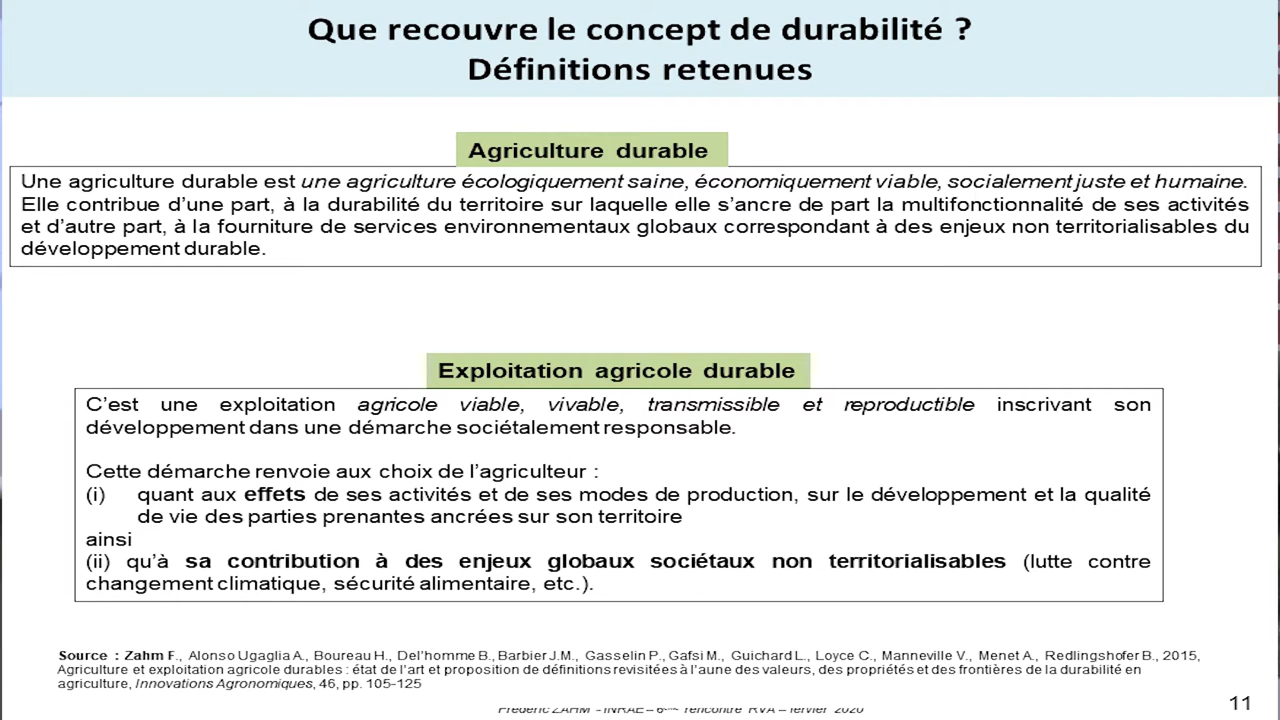 Que recouvre le concept de durabilité ?
Définitions retenues
Agriculture durable
Une agriculture durable est une agriculture écologiquement saine, économiquement viable, socialement juste et humaine.
Elle contribue d’une part, à la durabilité du territoire sur laquelle elle s’ancre de part la multifonctionnalité de ses activités
et d’autre part, à la fourniture de services environnementaux globaux correspondant à des enjeux non territorialisables du
développement durable.
Exploitation agricole durable
C’est une exploitation agricole viable, vivable, transmissible et reproductible inscrivant son
développement dans une démarche sociétalement responsable.
Cette démarche renvoie aux choix de l’agriculteur :
(i) quant aux effets de ses activités et de ses modes de production, sur le développement et la qualité
de vie des parties prenantes ancrées sur son territoire
ainsi
(ii) qu’à sa contribution à des enjeux globaux sociétaux non territorialisables (lutte contre
changement climatique, sécurité alimentaire, etc.).
Source : Zahm F., Alonso Ugaglia A., Boureau H., Del’homme B., Barbier J.M., Gasselin P., Gafsi M., Guichard L., Loyce C., Manneville V., Menet A., Redlingshofer B., 2015,
Agriculture et exploitation agricole durables : état de l’art et proposition de définitions revisitées à l’aune des valeurs, des propriétés et des frontières de la durabilité en
agriculture, Innovations Agronomiques, 46, pp. 105-125
Frédéric ZAHM - INRAE – 6ème rencontre RVA – février 2020
11